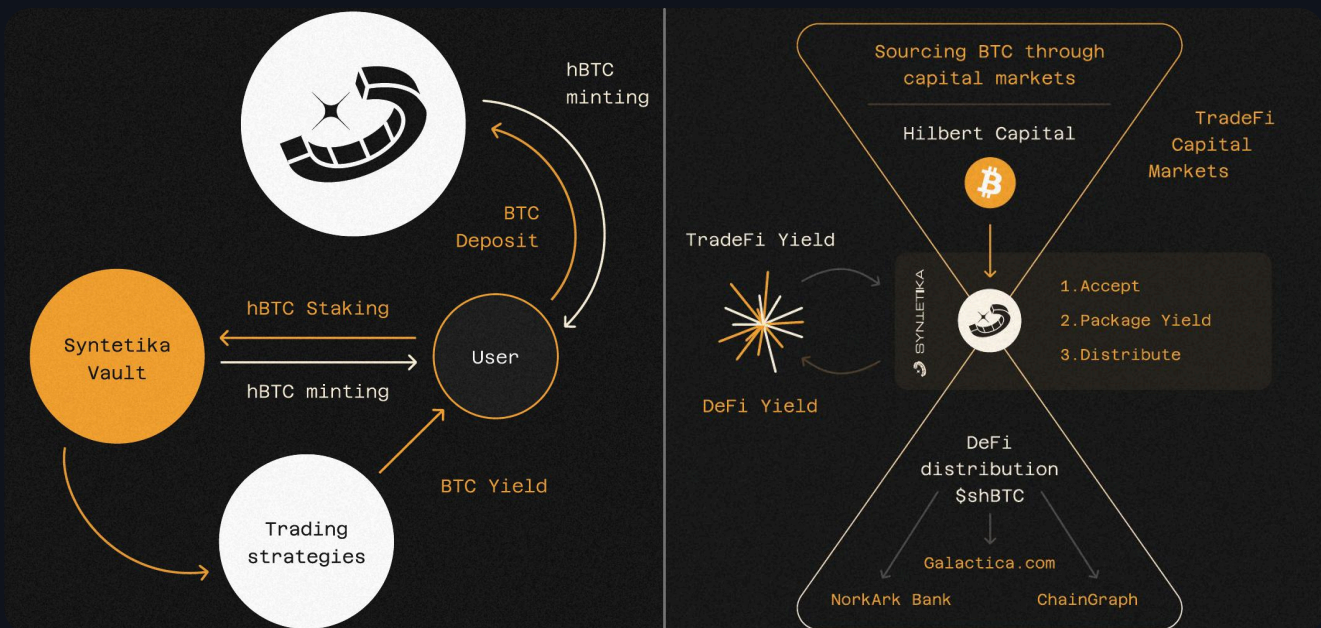 hBTC
minting
BTC
Deposit
hBTC Staking
Syntetika
Vault
User
hBTC minting
BTC Yield
Trading
strategies
Sourcing BTC through
capital markets
Hilbert Capital
TradeFi
Capital
Markets
TradeFi Yield
SYNTETIKA
1.Accept
2.Package Yield
3.Distribute
DeFi Yield
DeFi
distribution
$shBTC
Galactica.com
NorkArk Bank
ChainGraph